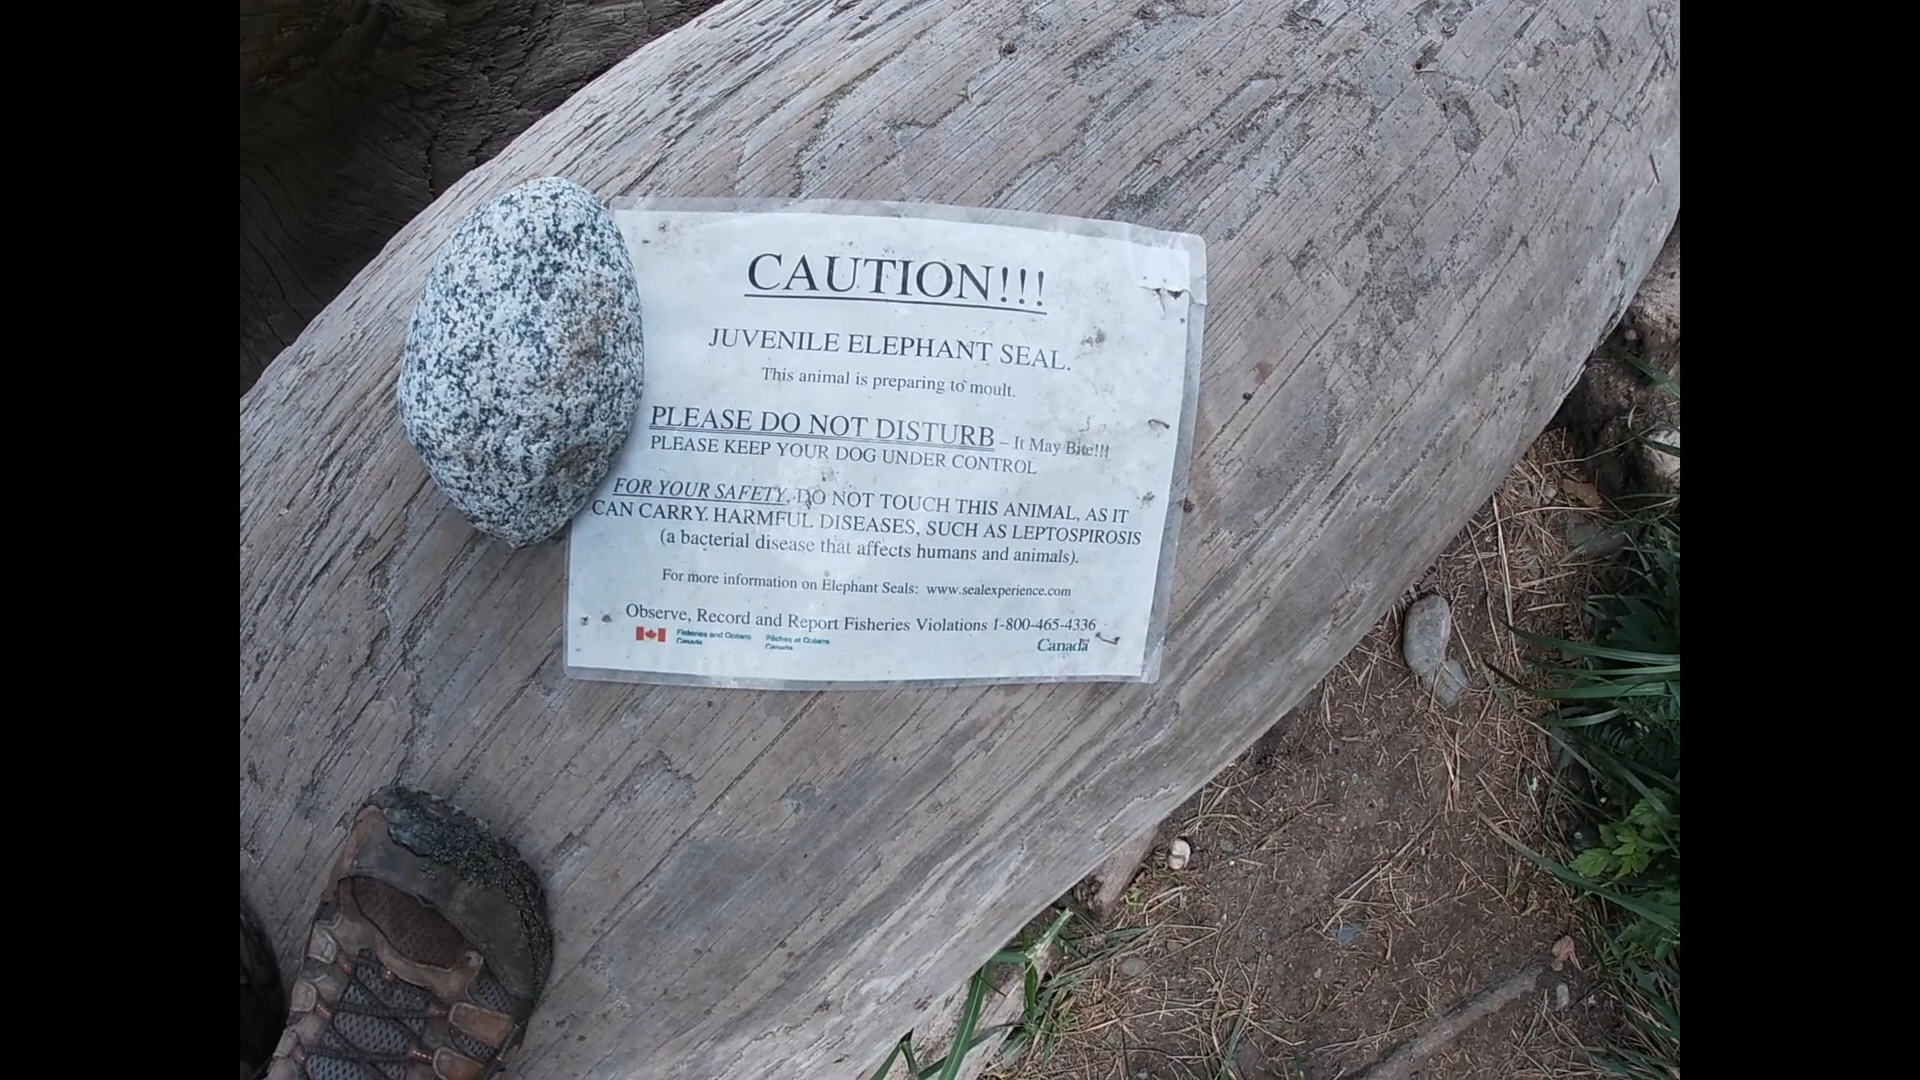 CAUTION!!!
JUVENILE ELEPHANT SEAL.
This animal is preparing to moult.
PLEASE DO NOT DISTURB – It May Bite!!!
PLEASE KEEP YOUR DOG UNDER CONTROL
FOR YOUR SAFETY, DO NOT TOUCH THIS ANIMAL, AS IT
CAN CARRY HARMFUL DISEASES, SUCH AS LEPTOSPIROSIS
(a bacterial disease that affects humans and animals).
For more information on Elephant Seals: www.sealexperience.com
Observe, Record and Report Fisheries Violations 1-800-465-4336
Fisheries and Oceans Pêches et Océans
Canada Canada
Canada